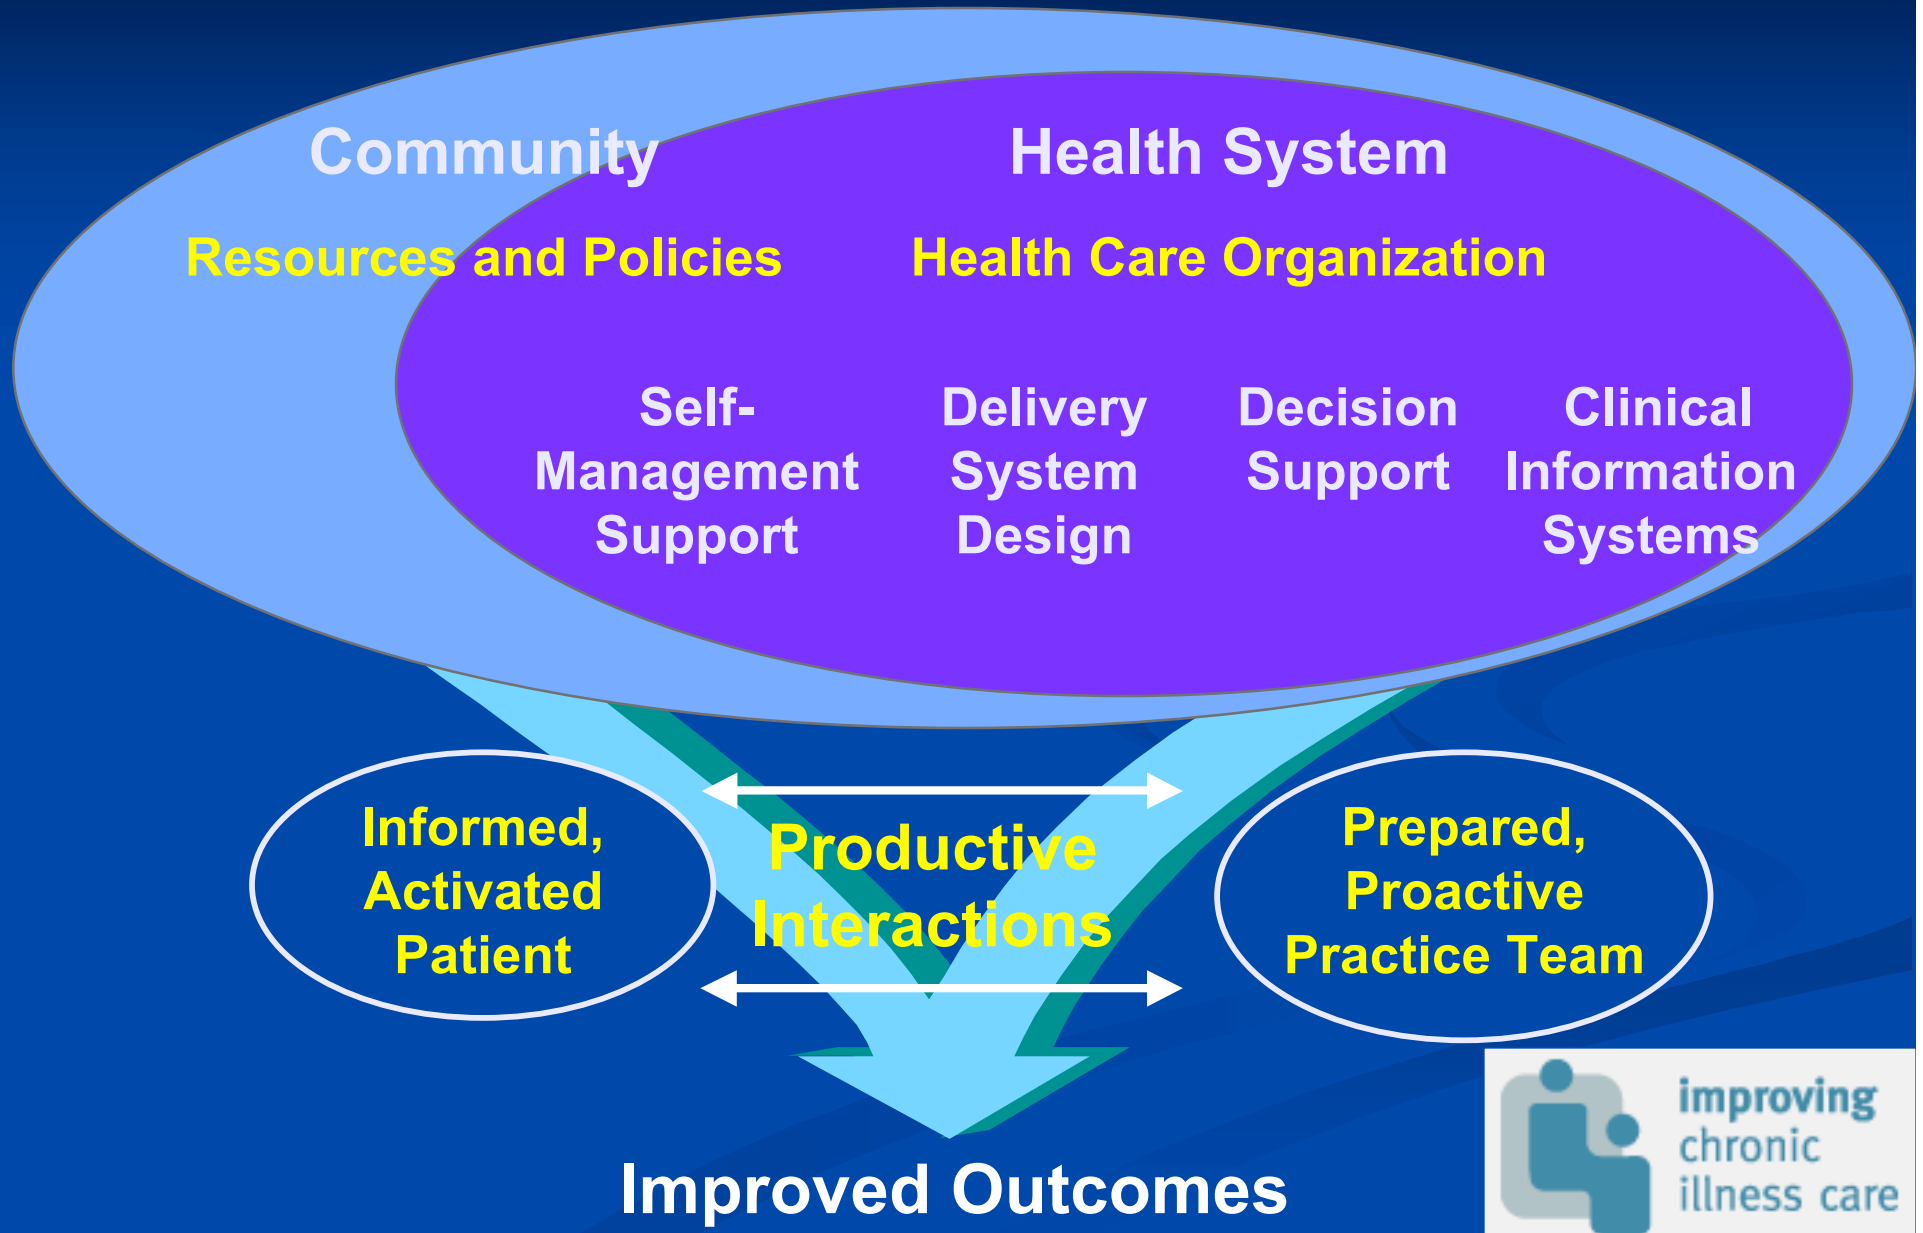 Community
Health System
Resources and Policies
Health Care Organization
Self-
Management
Support
Delivery
System
Design
Decision
Support
Clinical
Information
Systems
Informed,
Activated
Patient
Productive
Interactions
Prepared,
Proactive
Practice Team
Improved Outcomes
improving
chronic
illness care